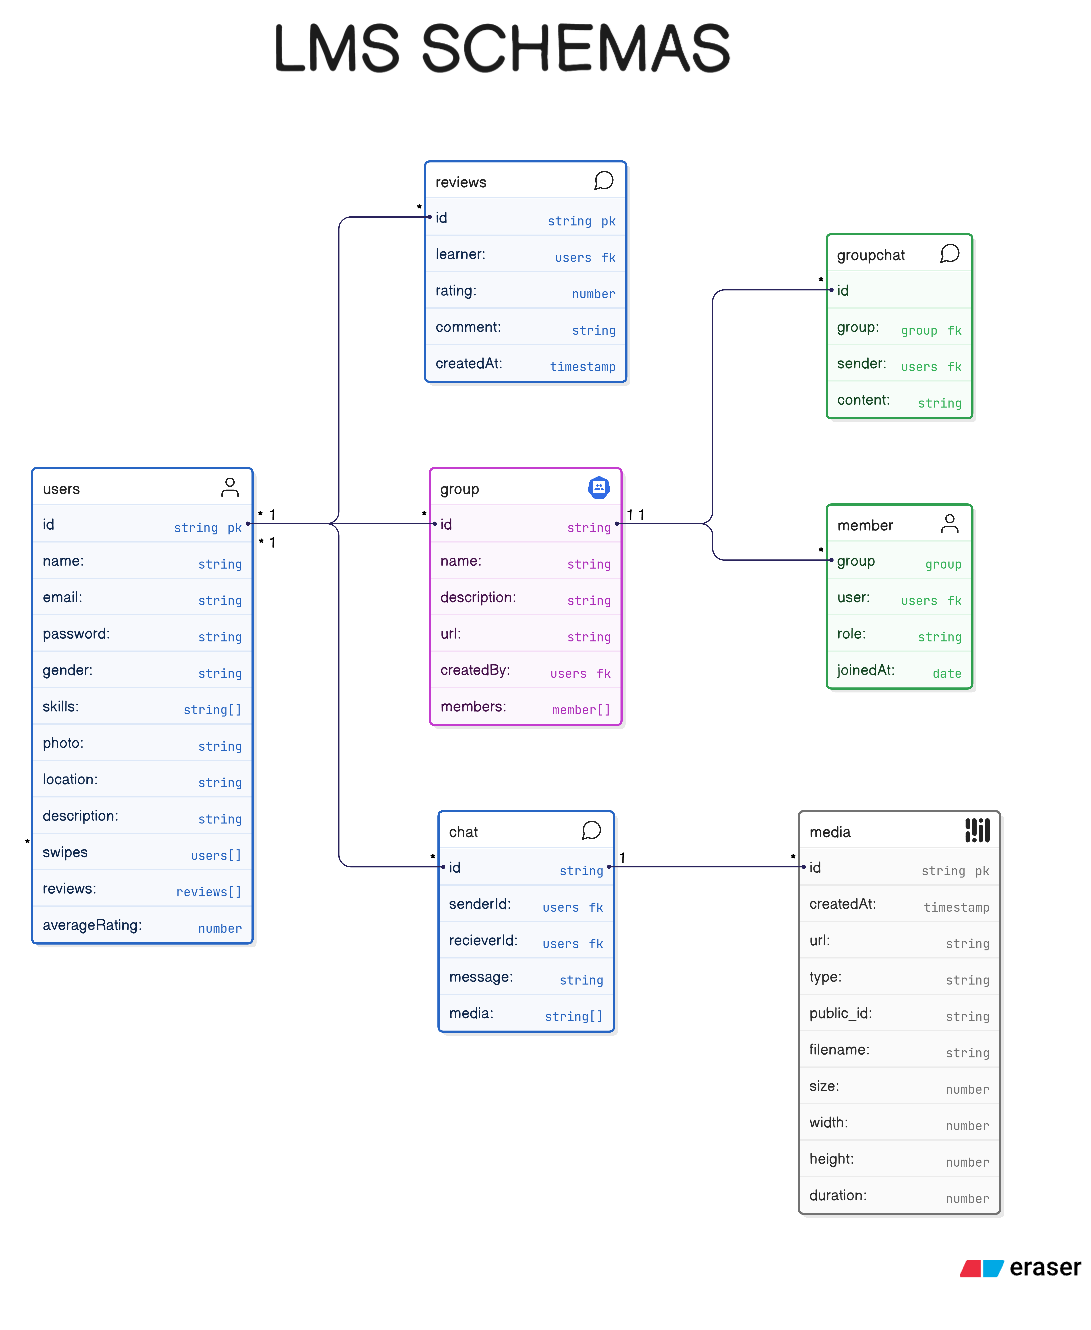 LMS SCHEMAS
reviews
* id string pk
learner: users fk
rating: number
comment: string
createdAt: timestamp
groupchat
* id
group: group fk
sender: users fk
content: string
users
id string pk * 1
* 1
name: string
email: string
password: string
gender: string
skills: string[]
photo: string
location: string
description: string
* swipes users[]
reviews: reviews[]
averageRating: number
group
* id string 1 1
name: string
description: string
url: string
createdBy: users fk
members: member[]
member
* group group
user: users fk
role: string
joinedAt: date
chat
* id string 1
senderId: users fk
recieverId: users fk
message: string
media: string[]
media
* id string pk
createdAt: timestamp
url: string
type: string
public_id: string
filename: string
size: number
width: number
height: number
duration: number
eraser